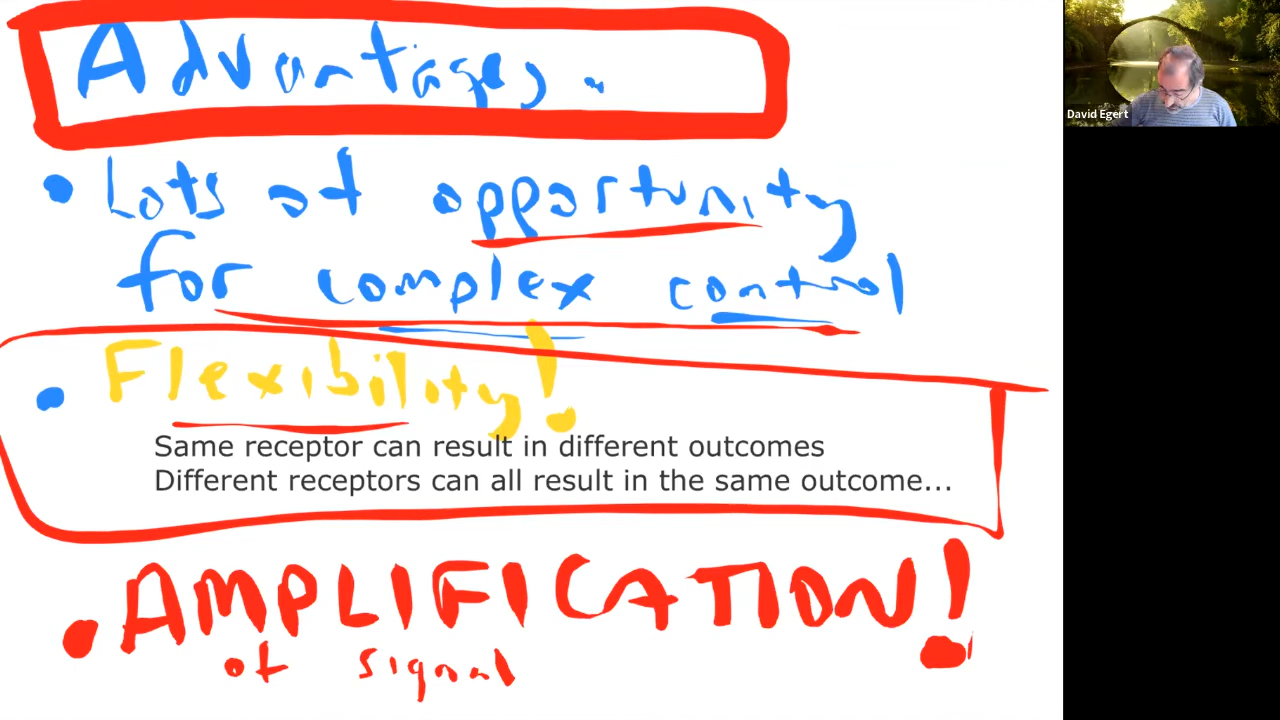 Advantages.
• Lots of opportunity
for complex control
• Flexibility!
Same receptor can result in different outcomes
Different receptors can all result in the same outcome...
• AMPLIFICATION!
of signal
David Egert